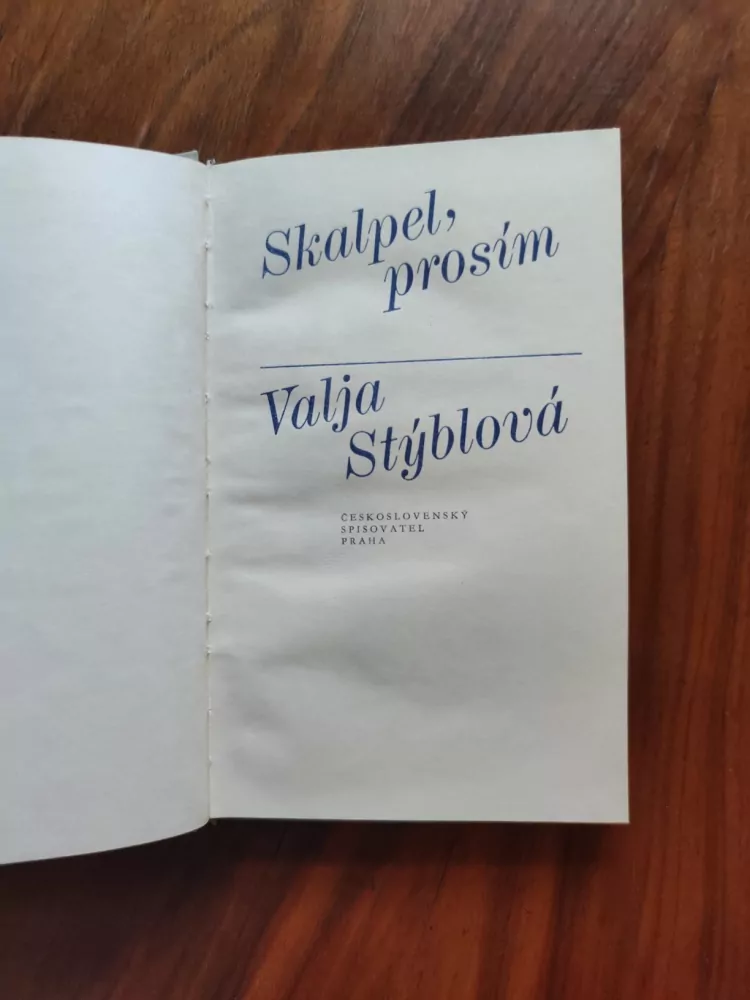 Skalpel,
prosím
Valja
Stýblová
ČESKOSLOVENSKÝ
SPISOVATEL
PRAHA